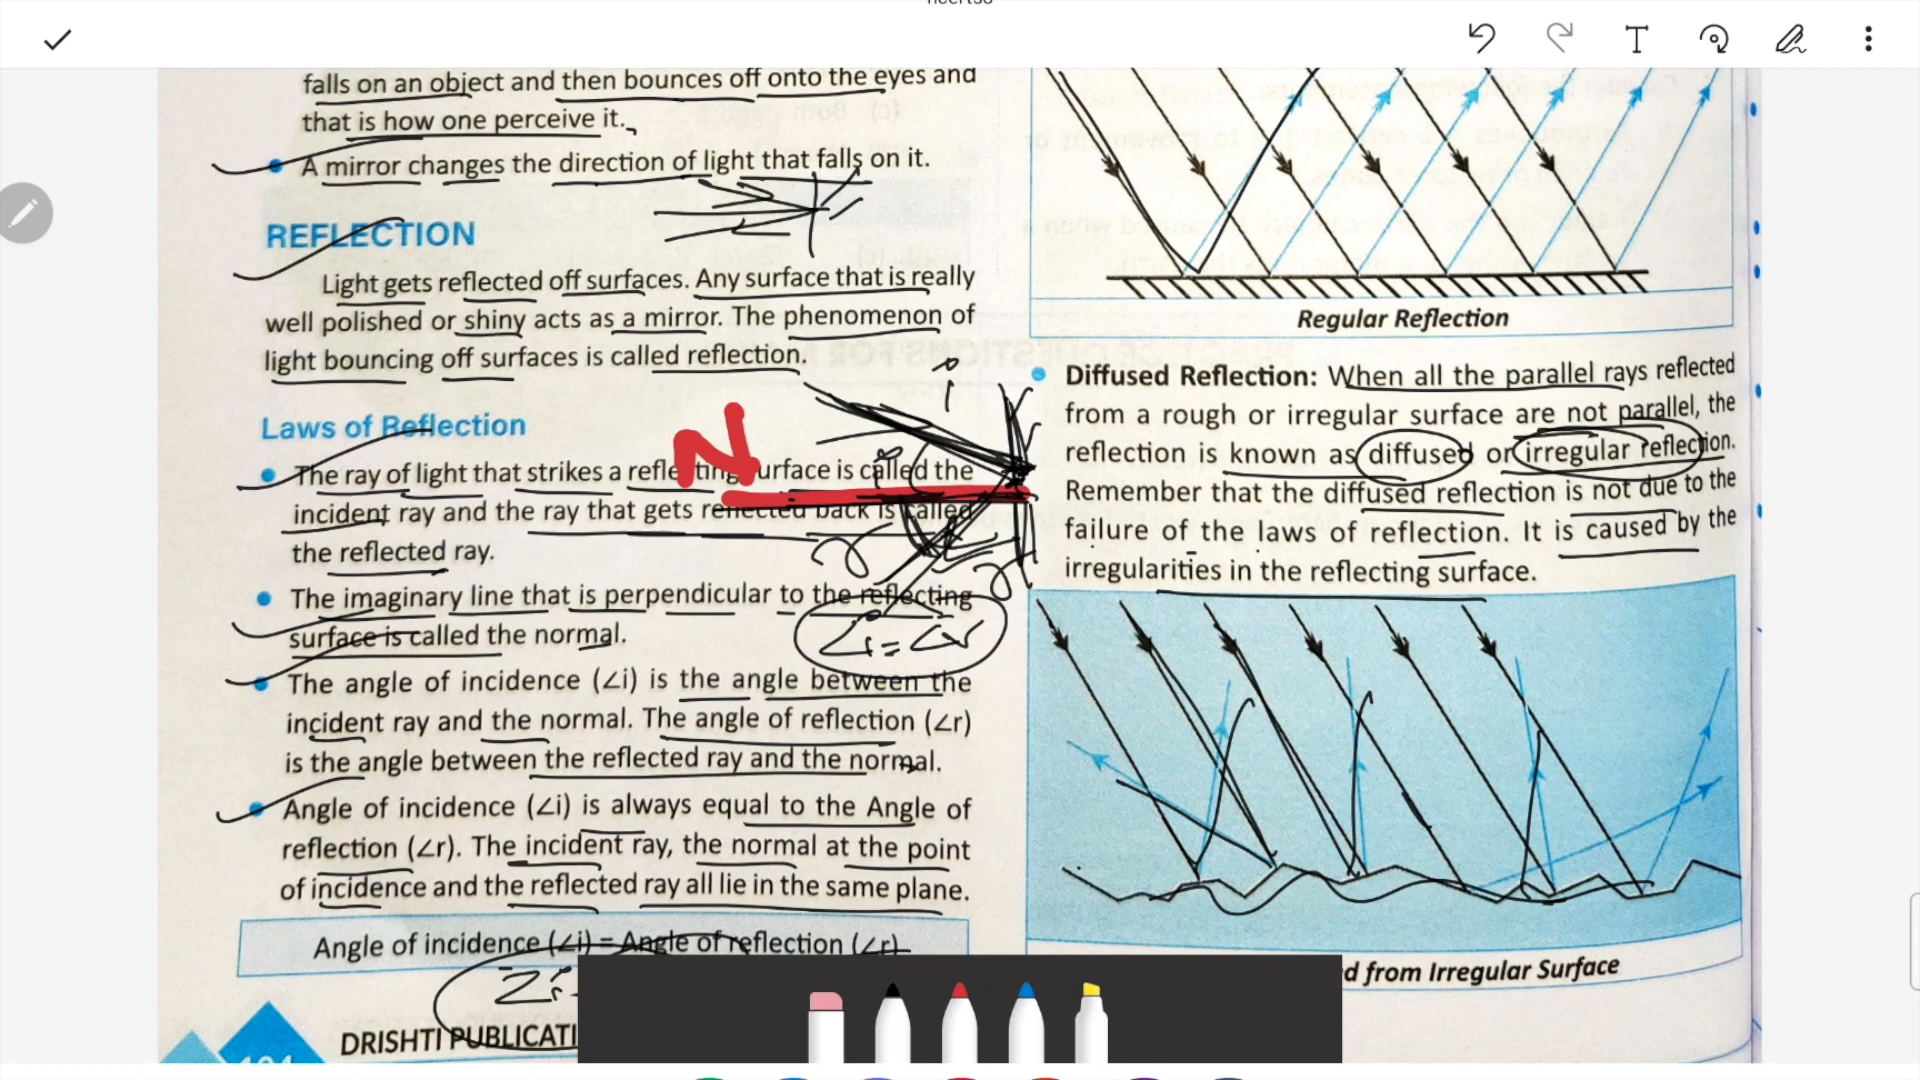 falls on an object and then bounces off onto the eyes and
that is how one perceive it.
A mirror changes the direction of light that falls on it.
REFLECTION
Light gets reflected off surfaces. Any surface that is really
well polished or shiny acts as a mirror. The phenomenon of
light bouncing off surfaces is called reflection.
i
Laws of Reflection
N
The ray of light that strikes a reflecting surface is called the
i
incident ray and the ray that gets reflected back is called
the reflected ray.
r
r
The imaginary line that is perpendicular to the reflecting
surface is called the normal.
∠i = ∠r
The angle of incidence (∠i) is the angle between the
incident ray and the normal. The angle of reflection (∠r)
is the angle between the reflected ray and the normal.
Angle of incidence (∠i) is always equal to the Angle of
reflection (∠r). The incident ray, the normal at the point
of incidence and the reflected ray all lie in the same plane.
Angle of incidence (∠i) = Angle of reflection (∠r)
∠i =
DRISHTI PUBLICATI
Regular Reflection
Diffused Reflection: When all the parallel rays reflected
from a rough or irregular surface are not parallel, the
reflection is known as diffused or irregular reflection.
Remember that the diffused reflection is not due to the
failure of the laws of reflection. It is caused by the
irregularities in the reflecting surface.
d from Irregular Surface